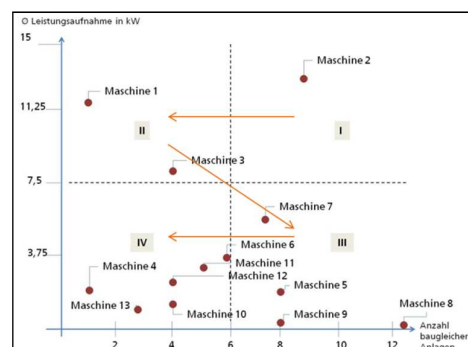 Ø Leistungsaufnahme in kW
15
Maschine 2
Maschine 1
11,25
II
I
Maschine 3
7,5
Maschine 7
IV
III
Maschine 6
3,75
Maschine 11
Maschine 4
Maschine 12
Maschine 5
Maschine 13
Maschine 10
Maschine 9
Maschine 8
Anzahl
baugleicher
Anlagen
2
4
6
8
10
12